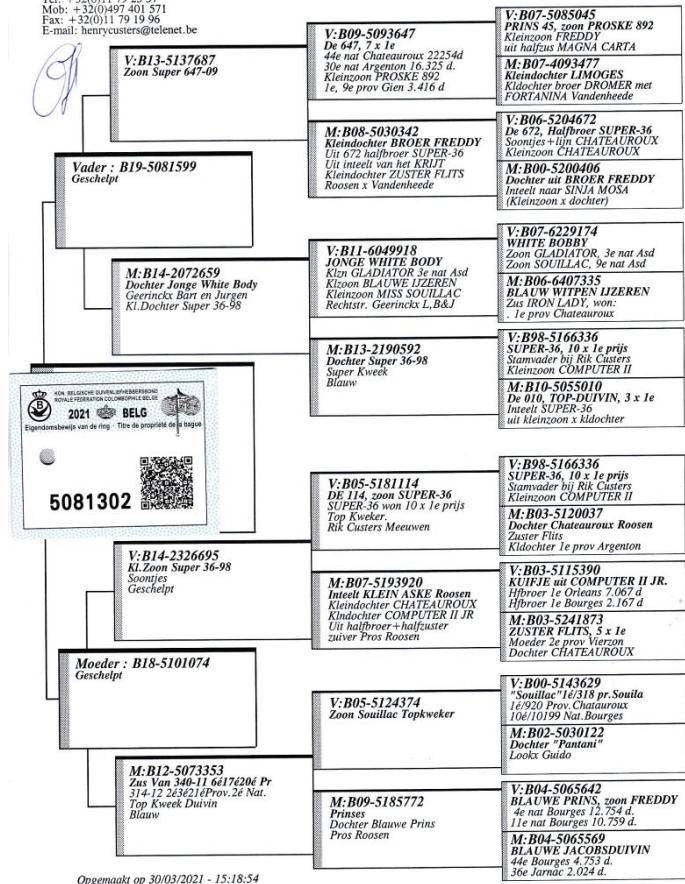 Mob: +32(0)497 401 571
Fax: +32(0)11 79 19 96
E-mail: henrycusters@telenet.be
V:B13-5137687
Zoon Super 647-09
Vader : B19-5081599
Geschelpt
M:B14-2072659
Dochter Jonge White Body
Geerinckx Bart en Jurgen
Kl.Dochter Super 36-98
KON. BELGISCHE DUIVENLIEFHEBBERSBOND
ROYALE FEDERATION COLOMBOPHILE BELGE
2021 BELG
Eigendomsbewijs van de ring - Titre de propriété de la bague
5081302
V:B14-2326695
Kl.Zoon Super 36-98
Soontjes
Geschelpt
Moeder : B18-5101074
Geschelpt
M:B12-5073353
Zus Van 340-11 6é17é20é Pr
314-12 2é3é21éProv.2é Nat.
Top Kweek Duivin
Blauw
V:B09-5093647
De 647, 7 x 1e
44e nat Chateauroux 22254d
30e nat Argenton 16.325 d.
Kleinzoon PROSKE 892
1e, 9e prov Gien 3.416 d
M:B08-5030342
Kleindochter BROER FREDDY
Uit 672 halfbroer SUPER-36
Uit inteelt van het KRIJT
Kleindochter ZUSTER FLITS
Roosen x Vandenheede
V:B11-6049918
JONGE WHITE BODY
Klzn GLADIATOR 3e nat Asd
Klzoon BLAUWE IJZEREN
Kleinzoon MISS SOUILLAC
Rechtstr. Geerinckx L,B&J
M:B13-2190592
Dochter Super 36-98
Super Kweek
Blauw
V:B05-5181114
DE 114, zoon SUPER-36
SUPER-36 won 10 x 1e prijs
Top Kweker.
Rik Custers Meeuwen
M:B07-5193920
Inteelt KLEIN ASKE Roosen
Kleindochter CHATEAUROUX
Klndochter COMPUTER II JR
Uit halfbroer+halfzuster
zuiver Pros Roosen
V:B05-5124374
Zoon Souillac Topkweker
M:B09-5185772
Prinses
Dochter Blauwe Prins
Pros Roosen
V:B07-5085045
PRINS 45, zoon PROSKE 892
Kleinzoon FREDDY
uit halfzus MAGNA CARTA
M:B07-4093477
Kleindochter LIMOGES
Kldochter broer DROMER met
FORTANINA Vandenheede
V:B06-5204672
De 672, Halfbroer SUPER-36
Soontjes+lijn CHATEAUROUX
Kleinzoon CHATEAUROUX
M:B00-5200406
Dochter uit BROER FREDDY
Inteelt naar SINJA MOSA
(Kleinzoon x dochter)
V:B07-6229174
WHITE BOBBY
Zoon GLADIATOR, 3e nat Asd
Zoon SOUILLAC, 9e nat Asd
M:B06-6407335
BLAUW WITPEN IJZEREN
Zus IRON LADY, won:
. 1e prov Chateauroux
V:B98-5166336
SUPER-36, 10 x 1e prijs
Stamvader bij Rik Custers
Kleinzoon COMPUTER II
M:B10-5055010
De 010, TOP-DUIVIN, 3 x 1e
Inteelt SUPER-36
uit kleinzoon x kldochter
V:B98-5166336
SUPER-36, 10 x 1e prijs
Stamvader bij Rik Custers
Kleinzoon COMPUTER II
M:B03-5120037
Dochter Chateauroux Roosen
Zuster Flits
Kldochter 1e prov Argenton
V:B03-5115390
KUIFJE uit COMPUTER II JR.
Hfbroer 1e Orleans 7.067 d
Hfbroer 1e Bourges 2.167 d
M:B03-5241873
ZUSTER FLITS, 5 x 1e
Moeder 2e prov Vierzon
Dochter CHATEAUROUX
V:B00-5143629
"Souillac"1é/318 pr.Souila
1é/920 Prov.Chatauroux
10é/10199 Nat.Bourges
M:B02-5030122
Dochter "Pantani"
Lookx Guido
V:B04-5065642
BLAUWE PRINS, zoon FREDDY
4e nat Bourges 12.754 d.
11e nat Bourges 10.759 d.
M:B04-5065569
BLAUWE JACOBSDUIVIN
44e Bourges 4.753 d.
36e Jarnac 2.024 d.
Opgemaakt op 30/03/2021 - 15:18:54